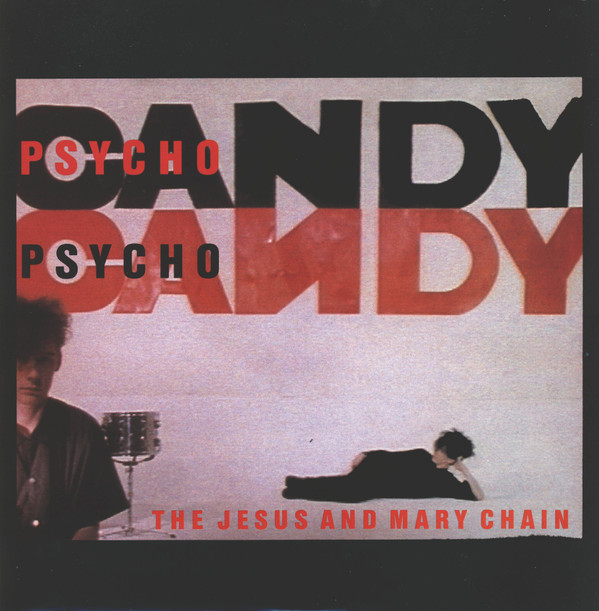 CANDY
PSYCHO
CANDY
PSYCHO
THE JESUS AND MARY CHAIN